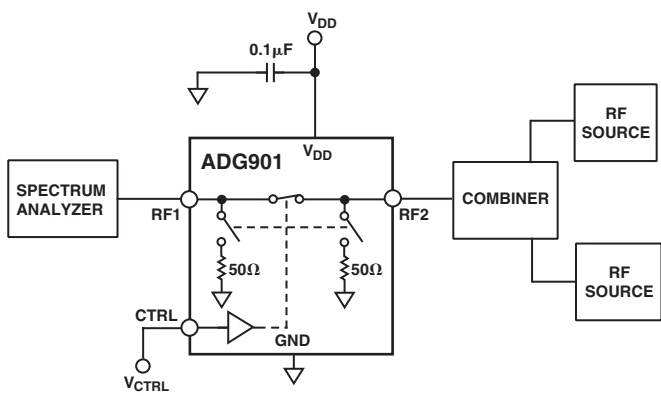 VDD
0.1µF
VDD
ADG901
RF
SOURCE
SPECTRUM
ANALYZER
RF1
RF2
COMBINER
50Ω
50Ω
RF
SOURCE
CTRL
GND
VCTRL